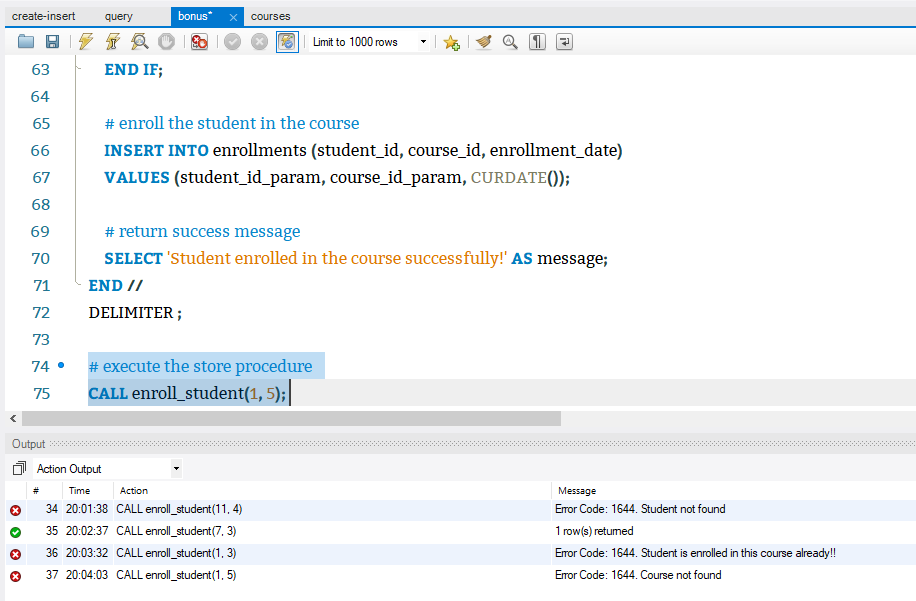 create-insert query bonus* courses
Limit to 1000 rows
63 END IF;
64
65 # enroll the student in the course
66 INSERT INTO enrollments (student_id, course_id, enrollment_date)
67 VALUES (student_id_param, course_id_param, CURDATE());
68
69 # return success message
70 SELECT 'Student enrolled in the course successfully!' AS message;
71 END //
72 DELIMITER ;
73
74 # execute the store procedure
75 CALL enroll_student(1, 5);
Output
Action Output
# Time Action Message
34 20:01:38 CALL enroll_student(11, 4) Error Code: 1644. Student not found
35 20:02:37 CALL enroll_student(7, 3) 1 row(s) returned
36 20:03:32 CALL enroll_student(1, 3) Error Code: 1644. Student is enrolled in this course already!!
37 20:04:03 CALL enroll_student(1, 5) Error Code: 1644. Course not found